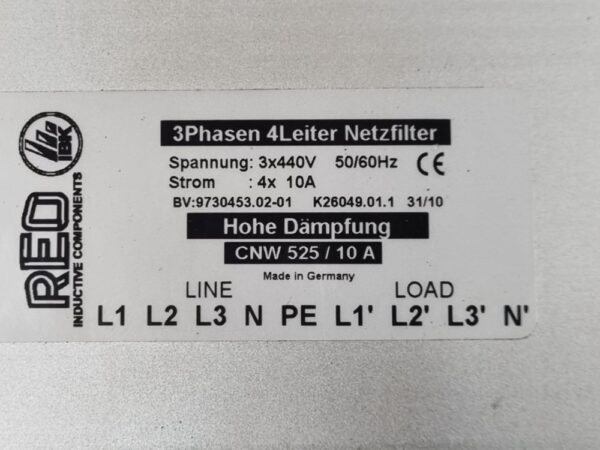 REO
INDUCTIVE COMPONENTS
IBK
3Phasen 4Leiter Netzfilter
Spannung: 3x440V 50/60Hz CE
Strom : 4x 10A
BV:9730453.02-01 K26049.01.1 31/10
Hohe Dämpfung
CNW 525 / 10 A
Made in Germany
LINE LOAD
L1 L2 L3 N PE L1' L2' L3' N'